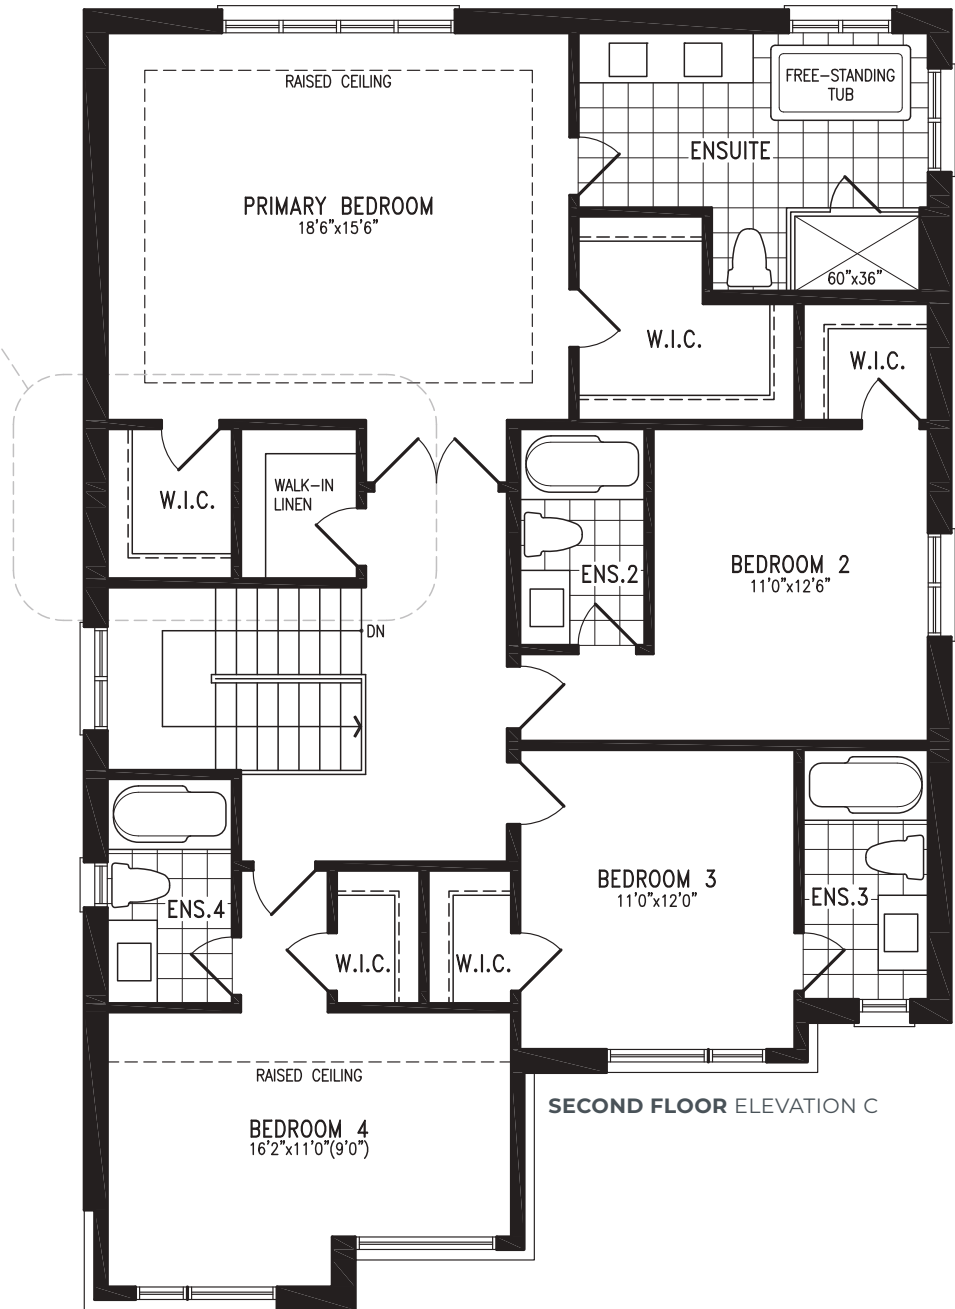 RAISED CEILING
FREE-STANDING
TUB
ENSUITE
PRIMARY BEDROOM
18'6"x15'6"
60"x36"
W.I.C.
W.I.C.
W.I.C.
WALK-IN
LINEN
ENS.2
BEDROOM 2
11'0"x12'6"
DN
BEDROOM 3
11'0"x12'0"
ENS.3
ENS.4
W.I.C.
W.I.C.
RAISED CEILING
BEDROOM 4
16'2"x11'0"(9'0")
SECOND FLOOR ELEVATION C